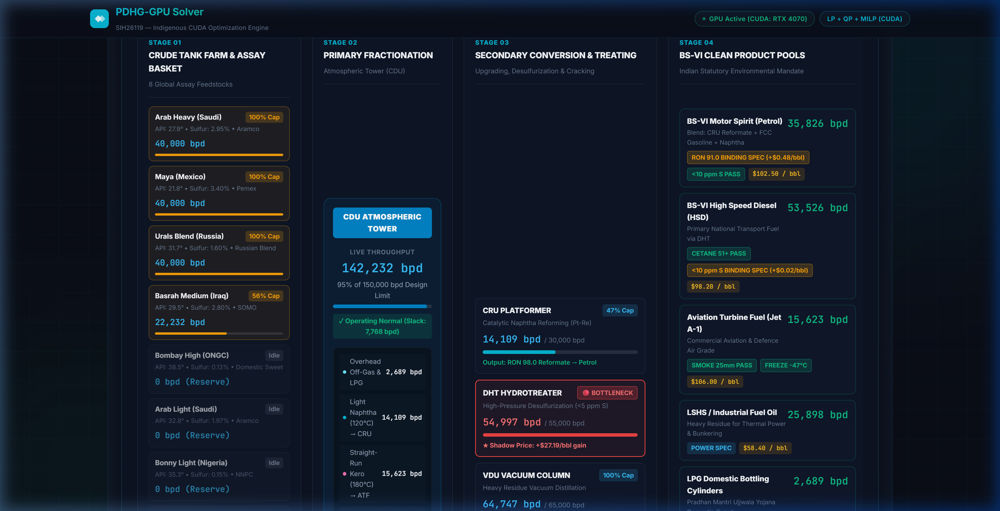 PDHG-GPU Solver
SIH26119 — Indigenous CUDA Optimization Engine
GPU Active (CUDA: RTX 4070)
LP + QP + MILP (CUDA)
STAGE 01
CRUDE TANK FARM & ASSAY
BASKET
8 Global Assay Feedstocks
Arab Heavy (Saudi)
100% Cap
API: 27.9° • Sulfur: 2.95% • Aramco
40,000 bpd
Maya (Mexico)
100% Cap
API: 21.8° • Sulfur: 3.40% • Pemex
40,000 bpd
Urals Blend (Russia)
100% Cap
API: 31.7° • Sulfur: 1.60% • Russian Blend
40,000 bpd
Basrah Medium (Iraq)
56% Cap
API: 29.5° • Sulfur: 2.80% • SOMO
22,232 bpd
Bombay High (ONGC)
Idle
API: 38.5° • Sulfur: 0.13% • Domestic Sweet
0 bpd (Reserve)
Arab Light (Saudi)
Idle
API: 32.8° • Sulfur: 1.97% • Aramco
0 bpd (Reserve)
Bonny Light (Nigeria)
Idle
API: 35.3° • Sulfur: 0.15% • NNPC
0 bpd (Reserve)
STAGE 02
PRIMARY FRACTIONATION
Atmospheric Tower (CDU)
CDU ATMOSPHERIC
TOWER
LIVE THROUGHPUT
142,232 bpd
95% of 150,000 bpd Design
Limit
✓ Operating Normal (Slack:
7,768 bpd)
Overhead
Off-Gas &
LPG
2,689 bpd
Light
Naphtha
(120°C)
→ CRU
14,109 bpd
Straight-
Run
Kero
(180°C)
→ ATF
15,623 bpd
STAGE 03
SECONDARY CONVERSION & TREATING
Upgrading, Desulfurization & Cracking
CRU PLATFORMER
47% Cap
Catalytic Naphtha Reforming (Pt-Re)
14,109 bpd / 30,000 bpd
Output: RON 98.0 Reformate → Petrol
DHT HYDROTREATER
BOTTLENECK
High-Pressure Desulfurization (<5 ppm S)
54,997 bpd / 55,000 bpd
★ Shadow Price: +$27.19/bbl gain
VDU VACUUM COLUMN
100% Cap
Heavy Residue Vacuum Distillation
64,747 bpd / 65,000 bpd
STAGE 04
BS-VI CLEAN PRODUCT POOLS
Indian Statutory Environmental Mandate
BS-VI Motor Spirit (Petrol)
35,826 bpd
Blend: CRU Reformate + FCC
Gasoline + Naphtha
RON 91.0 BINDING SPEC (+$0.48/bbl)
<10 ppm S PASS
$102.50 / bbl
BS-VI High Speed Diesel
(HSD)
53,526 bpd
Primary National Transport Fuel
via DHT
CETANE 51+ PASS
<10 ppm S BINDING SPEC (+$0.02/bbl)
$98.20 / bbl
Aviation Turbine Fuel (Jet
A-1)
15,623 bpd
Commercial Aviation & Defence
Air Grade
SMOKE 25mm PASS
FREEZE -47°C
$106.00 / bbl
LSHS / Industrial Fuel Oil
25,898 bpd
Heavy Residue for Thermal Power
& Bunkering
POWER SPEC
$58.40 / bbl
LPG Domestic Bottling
Cylinders
2,689 bpd
Pradhan Mantri Ujjwala Yojana